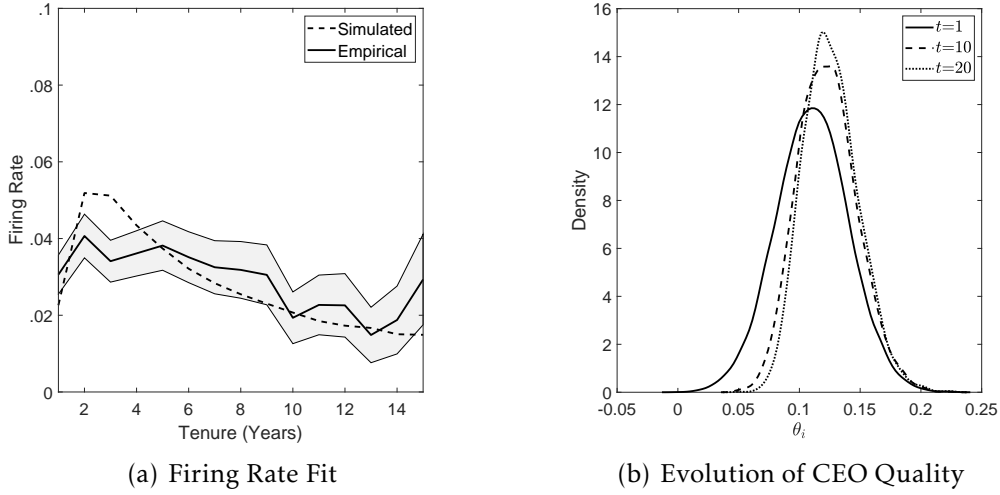 .1
.08
.06
.04
.02
0
Firing Rate
2 4 6 8 10 12 14
Tenure (Years)
Simulated
Empirical
(a) Firing Rate Fit
16
14
12
10
8
6
4
2
0
Density
-0.05 0 0.05 0.1 0.15 0.2 0.25
θᵢ
t=1
t=10
t=20
(b) Evolution of CEO Quality